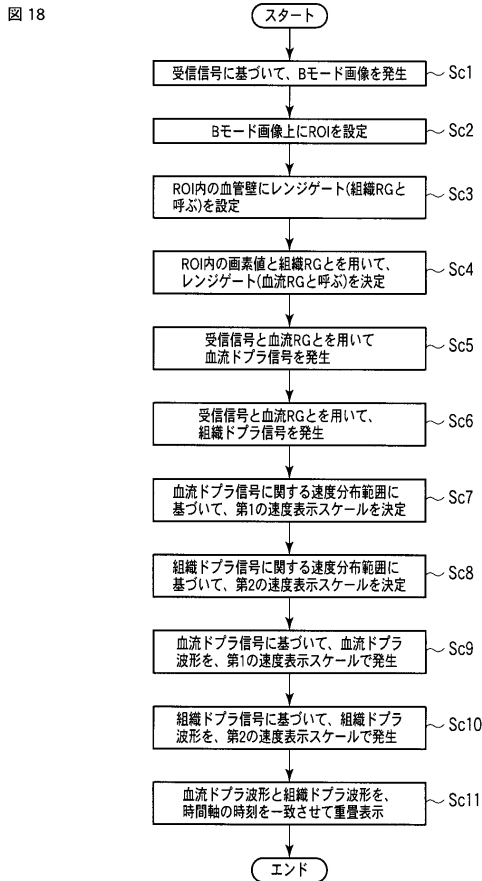 図 18
スタート
受信信号に基づいて、Bモード画像を発生
Sc1
Bモード画像上にROIを設定
Sc2
ROI内の血管壁にレンジゲート(組織RGと
呼ぶ)を設定
Sc3
ROI内の画素値と組織RGとを用いて、
レンジゲート(血流RGと呼ぶ)を決定
Sc4
受信信号と血流RGとを用いて
血流ドプラ信号を発生
Sc5
受信信号と血流RGとを用いて、
組織ドプラ信号を発生
Sc6
血流ドプラ信号に関する速度分布範囲に
基づいて、第1の速度表示スケールを決定
Sc7
組織ドプラ信号に関する速度分布範囲に
基づいて、第2の速度表示スケールを決定
Sc8
血流ドプラ信号に基づいて、血流ドプラ
波形を、第1の速度表示スケールで発生
Sc9
組織ドプラ信号に基づいて、組織ドプラ
波形を、第2の速度表示スケールで発生
Sc10
血流ドプラ波形と組織ドプラ波形を、
時間軸の時刻を一致させて重畳表示
Sc11
エンド